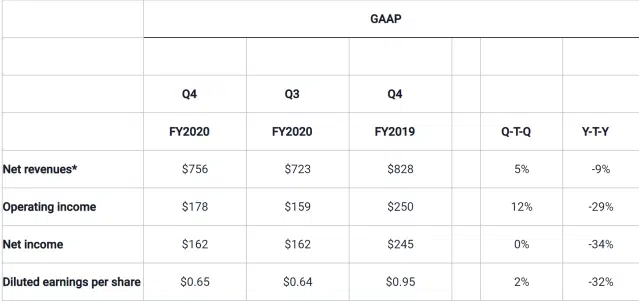 GAAP
Q4 Q3 Q4
FY2020 FY2020 FY2019 Q-T-Q Y-T-Y
Net revenues* $756 $723 $828 5% -9%
Operating income $178 $159 $250 12% -29%
Net income $162 $162 $245 0% -34%
Diluted earnings per share $0.65 $0.64 $0.95 2% -32%